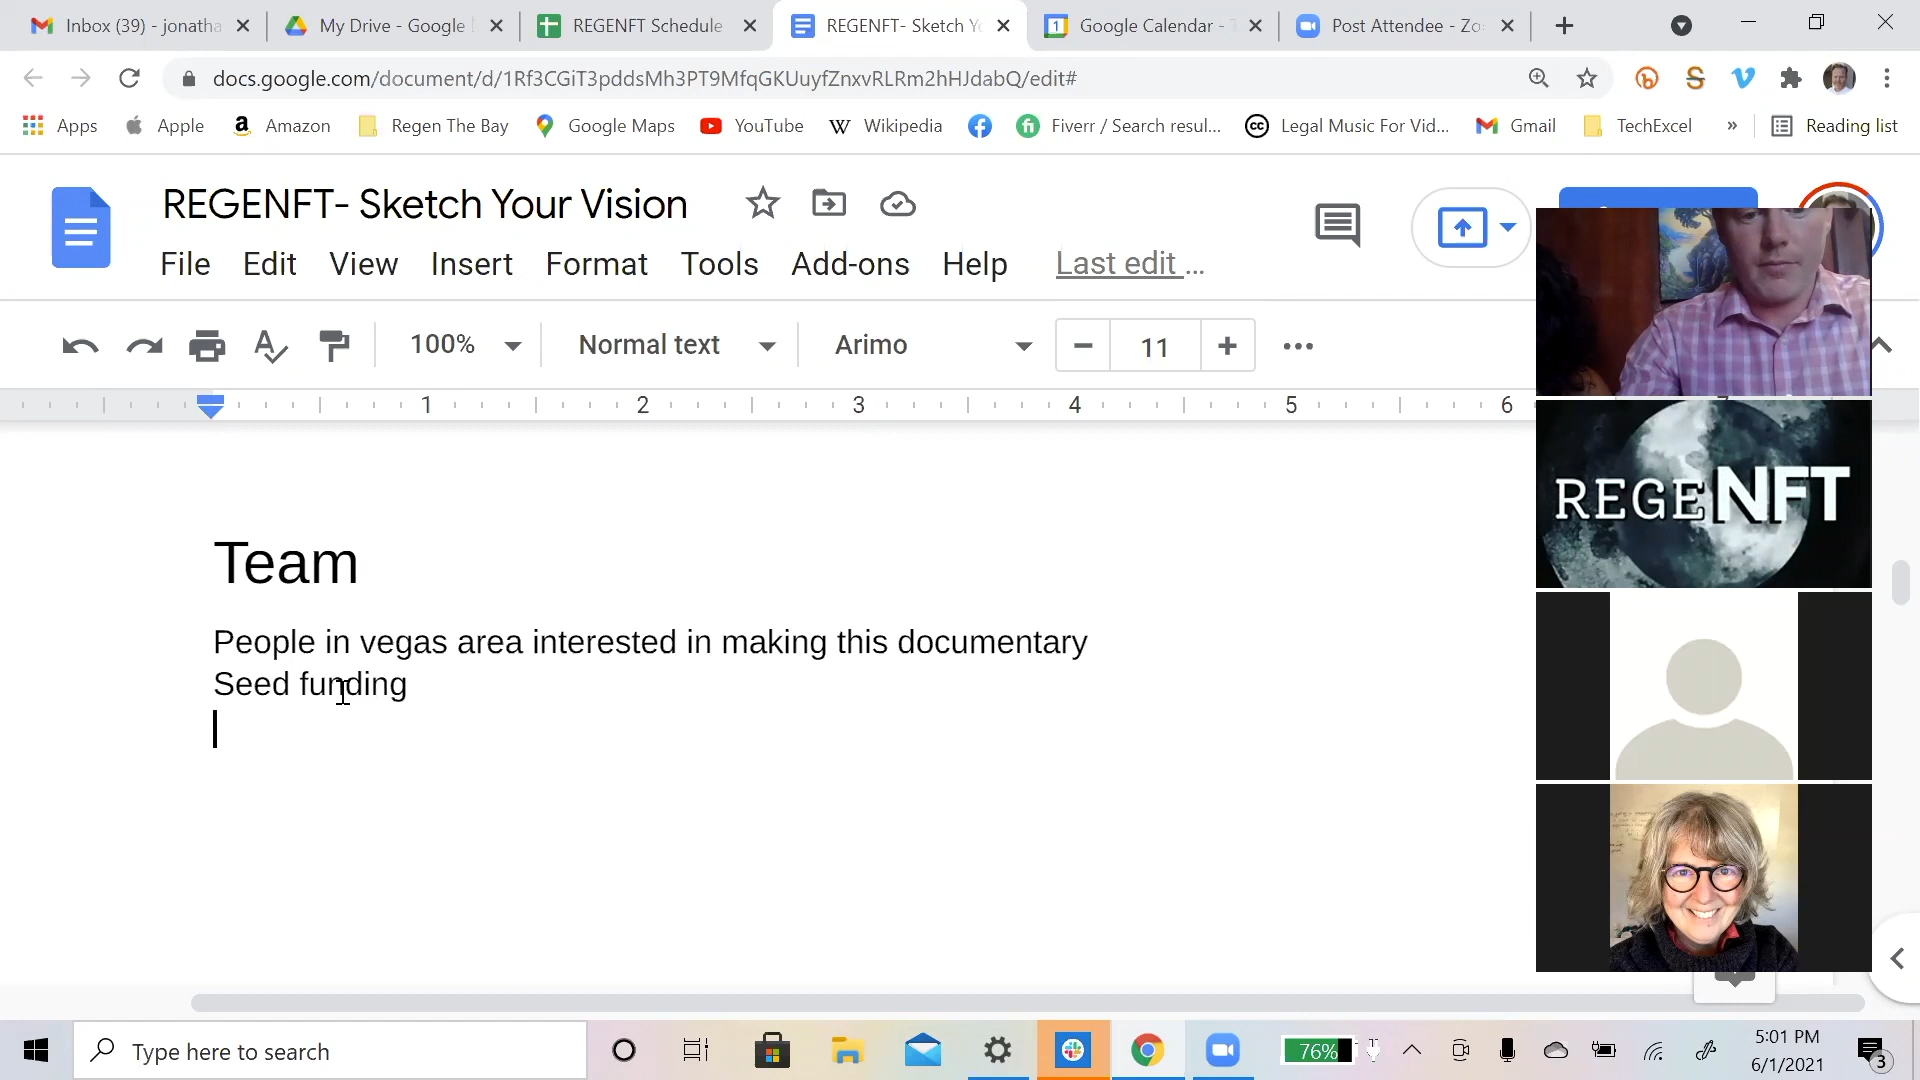 Inbox (39) - jonatha
My Drive - Google
REGENFT Schedule
REGENFT- Sketch Y
Google Calendar -
Post Attendee - Zo
docs.google.com/document/d/1Rf3CGiT3pddsMh3PT9MfqGKUuyfZnxvRLRm2hHJdabQ/edit#
Apps
Apple
Amazon
Regen The Bay
Google Maps
YouTube
Wikipedia
Fiverr / Search resul...
Legal Music For Vid...
Gmail
TechExcel
»
Reading list
REGENFT- Sketch Your Vision
File Edit View Insert Format Tools Add-ons Help Last edit ...
100% Normal text Arimo 11
1 2 3 4 5 6
REGENFT
Team
People in vegas area interested in making this documentary
Seed funding
Type here to search
76%
5:01 PM
6/1/2021
3